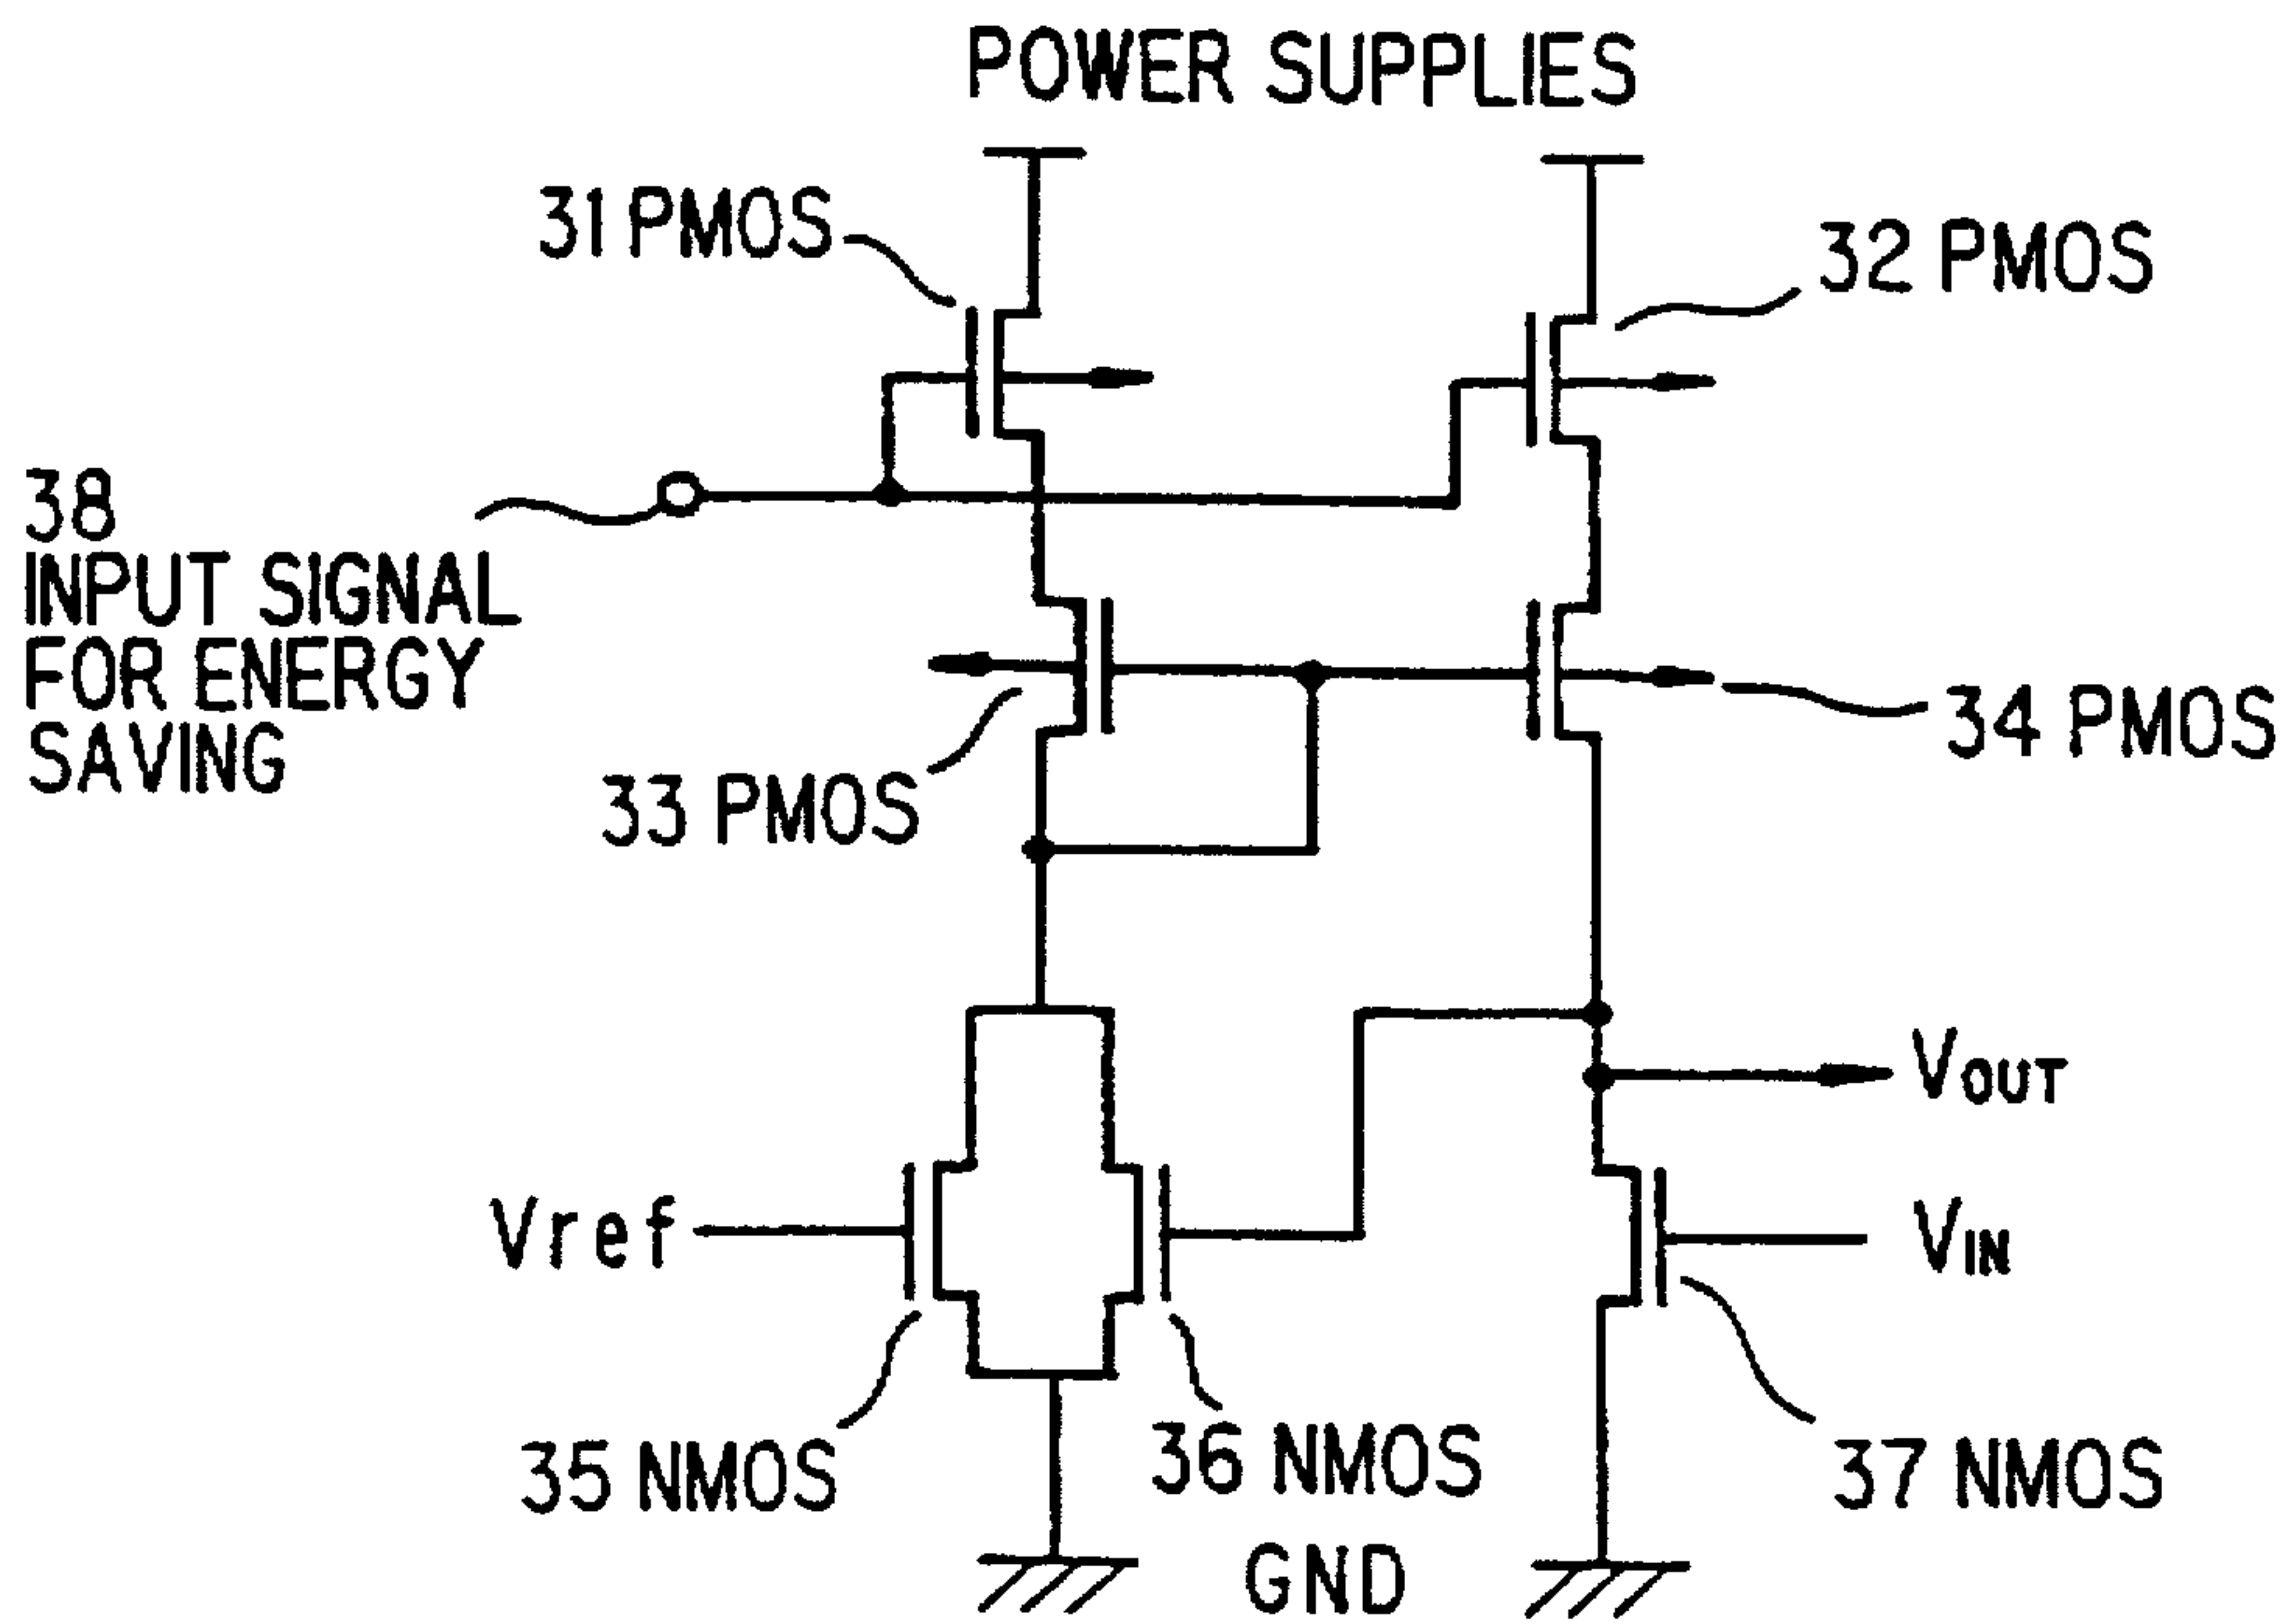 POWER SUPPLIES
31 PMOS
32 PMOS
38
INPUT SIGNAL
FOR ENERGY
SAVING
33 PMOS
34 PMOS
VOUT
Vref
VIN
35 NMOS
36 NMOS
37 NMOS
GND